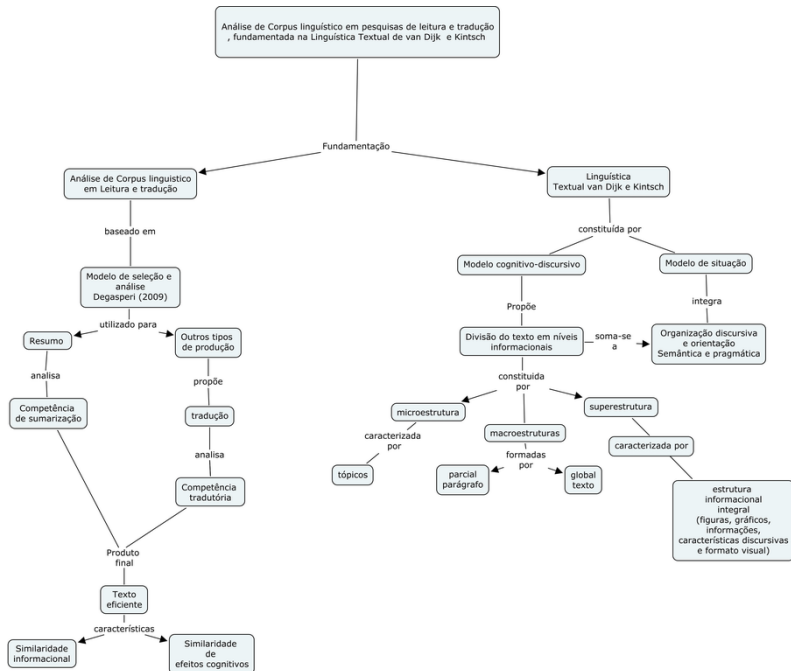 Análise de Corpus linguístico em pesquisas de leitura e tradução
, fundamentada na Linguística Textual de van Dijk e Kintsch
Fundamentação
Análise de Corpus linguistico
em Leitura e tradução
baseado em
Modelo de seleção e
análise
Degasperi (2009)
utilizado para
Resumo
analisa
Competência
de sumarização
Outros tipos
de produção
propõe
tradução
analisa
Competência
tradutória
Produto
final
Texto
eficiente
características
Similaridade
informacional
Similaridade
de
efeitos cognitivos
Linguística
Textual van Dijk e Kintsch
constituída por
Modelo cognitivo-discursivo
Propõe
Divisão do texto em níveis
informacionais
soma-se
a
Modelo de situação
integra
Organização discursiva
e orientação
Semântica e pragmática
constituida
por
microestrutura
caracterizada
por
tópicos
macroestruturas
formadas
por
parcial
parágrafo
global
texto
superestrutura
caracterizada por
estrutura
informacional
integral
(figuras, gráficos,
informações,
características discursivas
e formato visual)